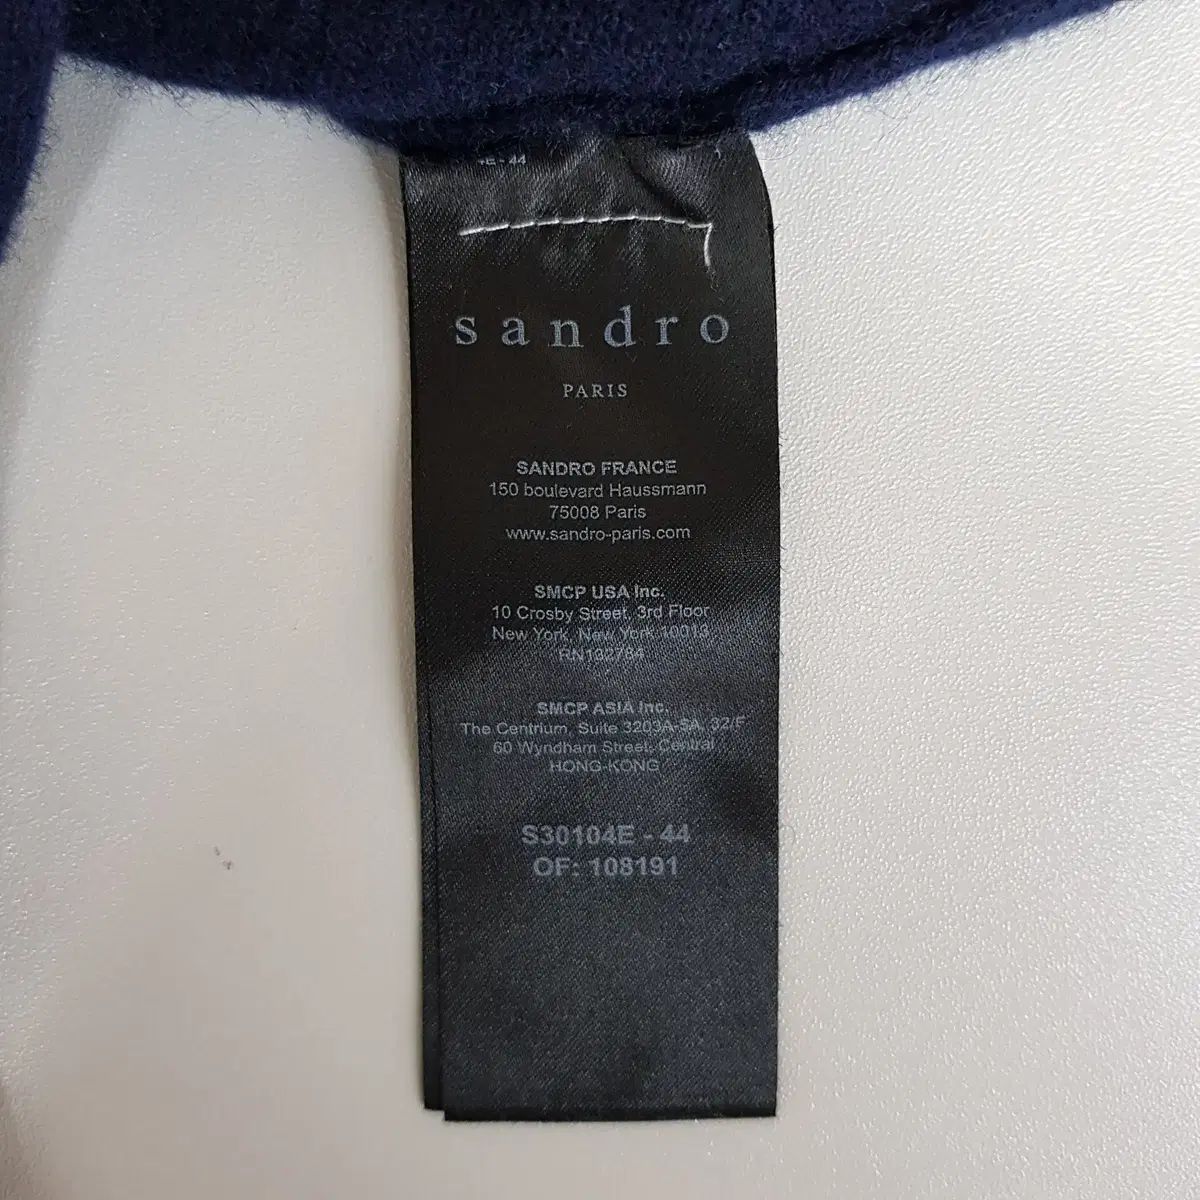 E - 44
sandro
PARIS
SANDRO FRANCE
150 boulevard Haussmann
75008 Paris
www.sandro-paris.com
SMCP USA Inc.
10 Crosby Street, 3rd Floor
New York, New York 10013
RN132784
SMCP ASIA Inc.
The Centrium, Suite 3203A-5A, 32/F
60 Wyndham Street, Central
HONG-KONG
S30104E - 44
OF: 108191